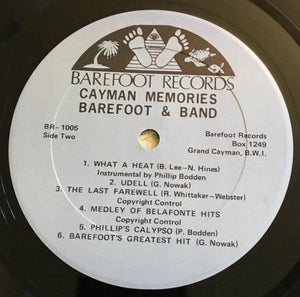 BAREFOOT RECORDS
CAYMAN MEMORIES
BAREFOOT & BAND
BR- 1005
Side Two
Barefoot Records
Box 1249
Grand Cayman, B.W.I.
1. WHAT A HEAT (B. Lee-N. Hines)
Instrumental by Phillip Bodden
2. UDELL (G. Nowak)
3. THE LAST FAREWELL (R. Whittaker-Webster)
Copyright Control
4. MEDLEY OF BELAFONTE HITS
Copyright Control
5. PHILLIP'S CALYPSO (P. Bodden)
6. BAREFOOT'S GREATEST HIT (G. Nowak)